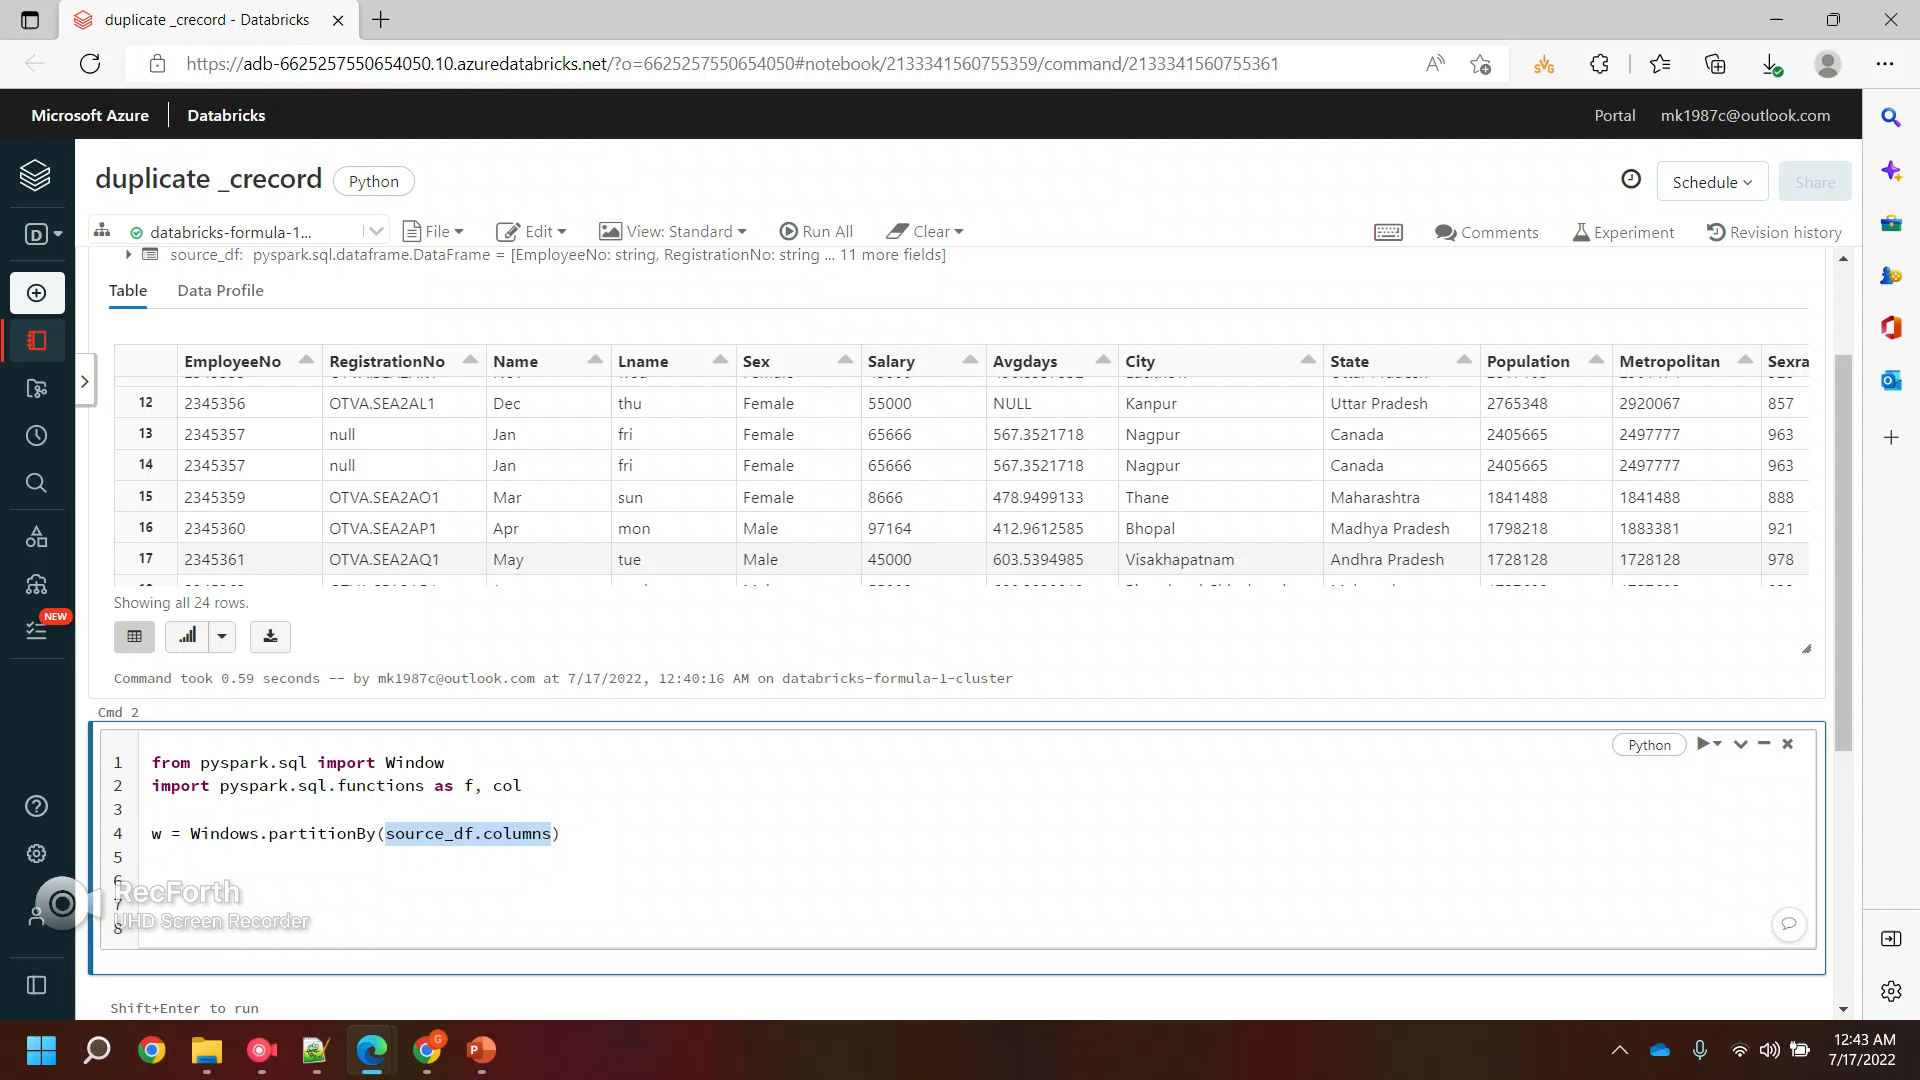 duplicate _crecord - Databricks
https://adb-6625257550654050.10.azuredatabricks.net/?o=6625257550654050#notebook/2133341560755359/command/2133341560755361
Microsoft Azure Databricks Portal mk1987c@outlook.com
duplicate _crecord Python Schedule Share
databricks-formula-1... File Edit View: Standard Run All Clear Comments Experiment Revision history
source_df: pyspark.sql.dataframe.DataFrame = [EmployeeNo: string, RegistrationNo: string ... 11 more fields]
Table Data Profile
EmployeeNo RegistrationNo Name Lname Sex Salary Avgdays City State Population Metropolitan Sexra
12 2345356 OTVA.SEA2AL1 Dec thu Female 55000 NULL Kanpur Uttar Pradesh 2765348 2920067 857
13 2345357 null Jan fri Female 65666 567.3521718 Nagpur Canada 2405665 2497777 963
14 2345357 null Jan fri Female 65666 567.3521718 Nagpur Canada 2405665 2497777 963
15 2345359 OTVA.SEA2AO1 Mar sun Female 8666 478.9499133 Thane Maharashtra 1841488 1841488 888
16 2345360 OTVA.SEA2AP1 Apr mon Male 97164 412.9612585 Bhopal Madhya Pradesh 1798218 1883381 921
17 2345361 OTVA.SEA2AQ1 May tue Male 45000 603.5394985 Visakhapatnam Andhra Pradesh 1728128 1728128 978
Showing all 24 rows.
NEW
Command took 0.59 seconds -- by mk1987c@outlook.com at 7/17/2022, 12:40:16 AM on databricks-formula-1-cluster
Cmd 2
Python
1 from pyspark.sql import Window
2 import pyspark.sql.functions as f, col
3
4 w = Windows.partitionBy(source_df.columns)
5
6
7
8
RecForth
UHD Screen Recorder
Shift+Enter to run
12:43 AM
7/17/2022